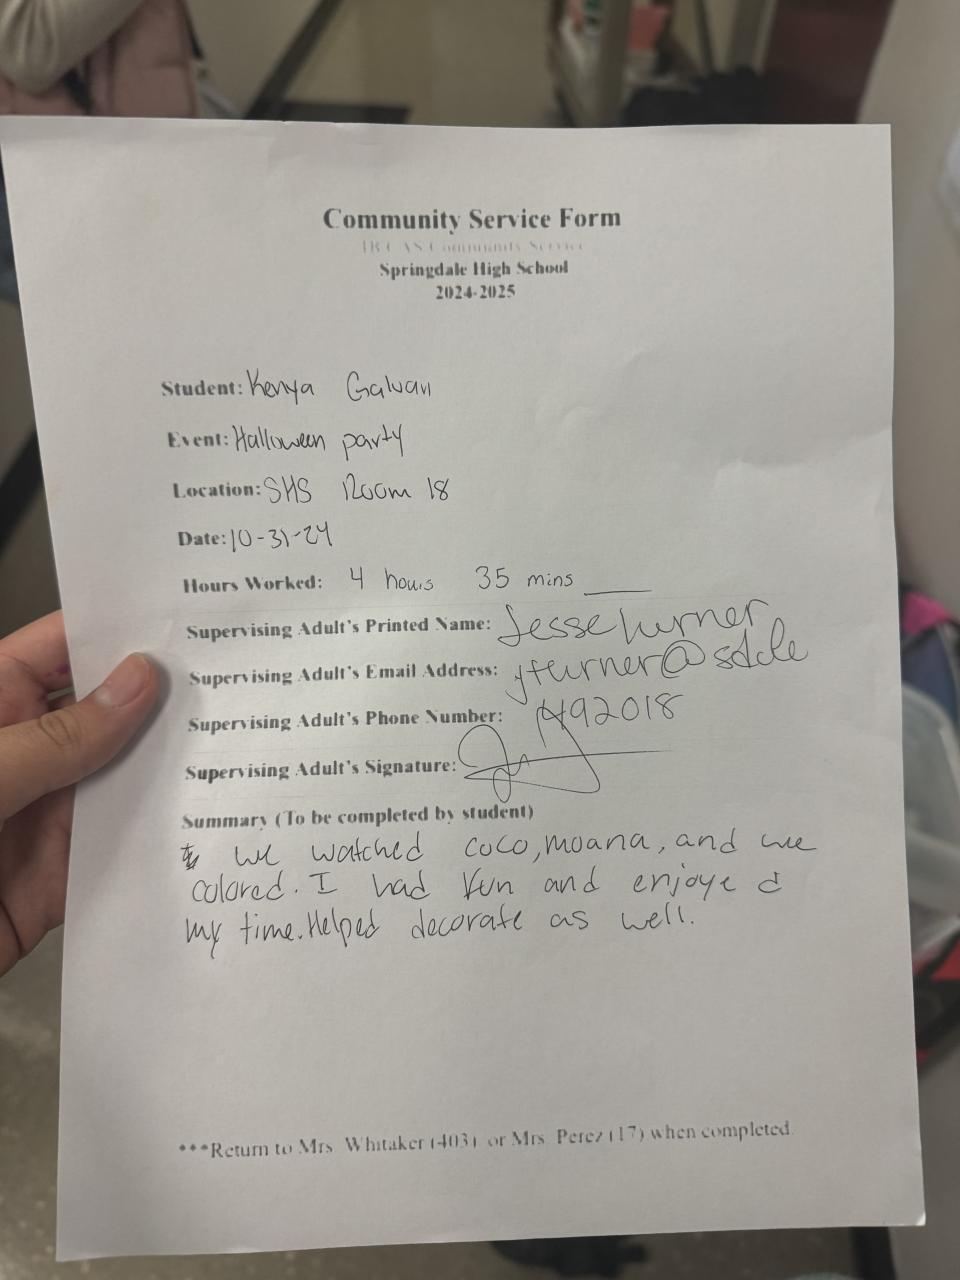 Community Service Form
Community Service
Springdale High School
2024-2025
Student: Kenya Galvan
Event: Halloween party
Location: SHS Room 18
Date: 10-31-24
Hours Worked: 4 hours 35 mins
Supervising Adult's Printed Name: Jesse Turner
Supervising Adult's Email Address: jturner@sdale
Supervising Adult's Phone Number: 1492018
Supervising Adult's Signature:
Summary (To be completed by student)
we watched coco, moana, and we
colored. I had fun and enjoyed
my time. Helped decorate as well.
***Return to Mrs. Whitaker (403) or Mrs. Perez (17) when completed.